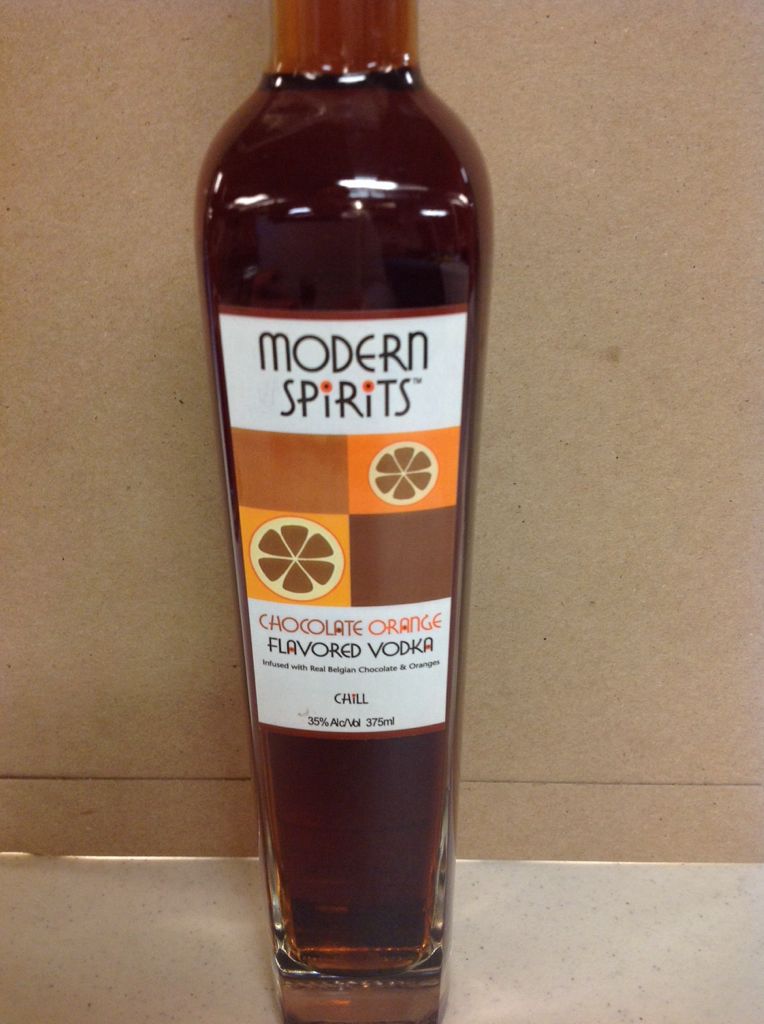 MODERN
SPiRiTS™
CHOCOLATE ORANGE
FLAVORED VODKA
Infused with Real Belgian Chocolate & Oranges
CHiLL
35% Alc/Vol 375ml